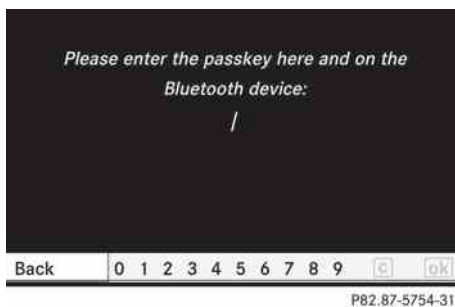 Please enter the passkey here and on the
Bluetooth device:
Back 0 1 2 3 4 5 6 7 8 9 c ok
P82.87-5754-31